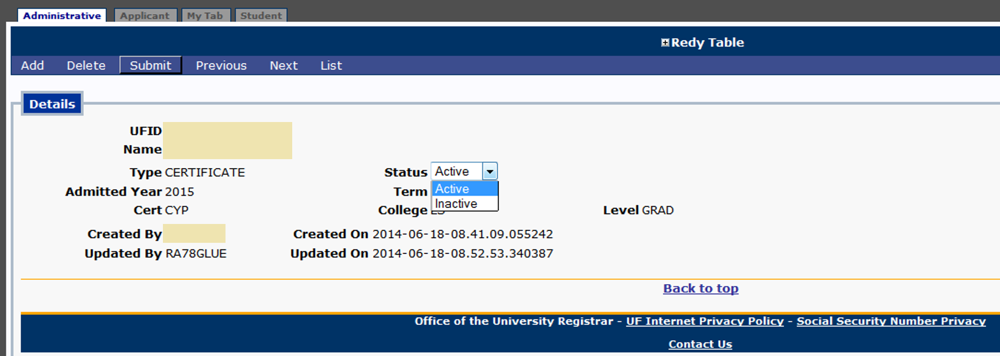 Administrative Applicant My Tab Student
Redy Table
Add Delete Submit Previous Next List
Details
UFID
Name
Type CERTIFICATE Status Active
Active
Admitted Year 2015 Term
Inactive
Cert CYP College Level GRAD
Created By Created On 2014-06-18-08.41.09.055242
Updated By RA78GLUE Updated On 2014-06-18-08.52.53.340387
Back to top
Office of the University Registrar - UF Internet Privacy Policy - Social Security Number Privacy
Contact Us